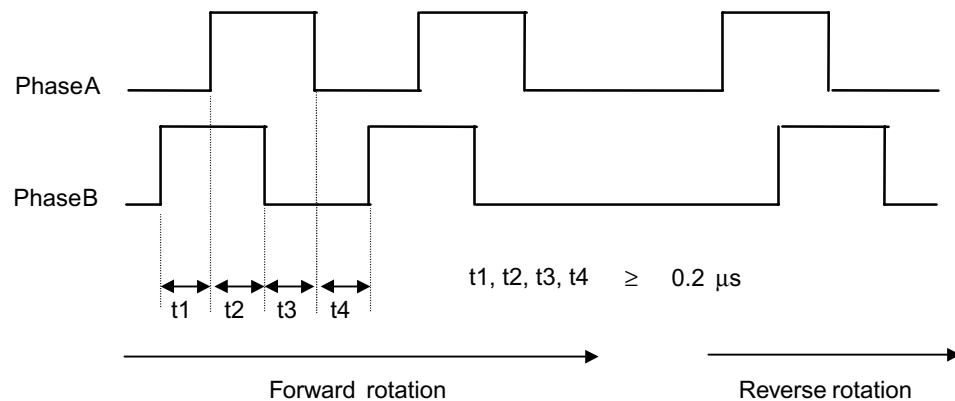 PhaseA
PhaseB
t1, t2, t3, t4 ≥ 0.2 μs
t1 t2 t3 t4
Forward rotation
Reverse rotation